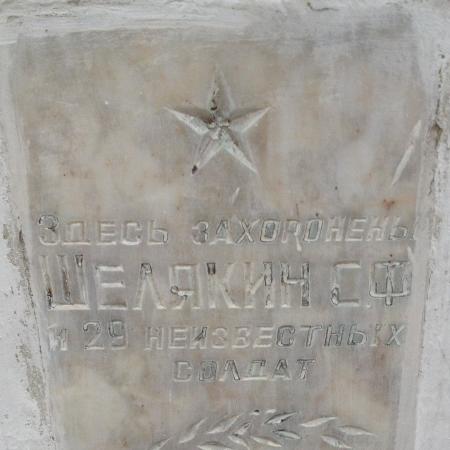 Здесь захоронены
ШЕЛЯКИН С.Ф
и 29 неизвестных
солдат